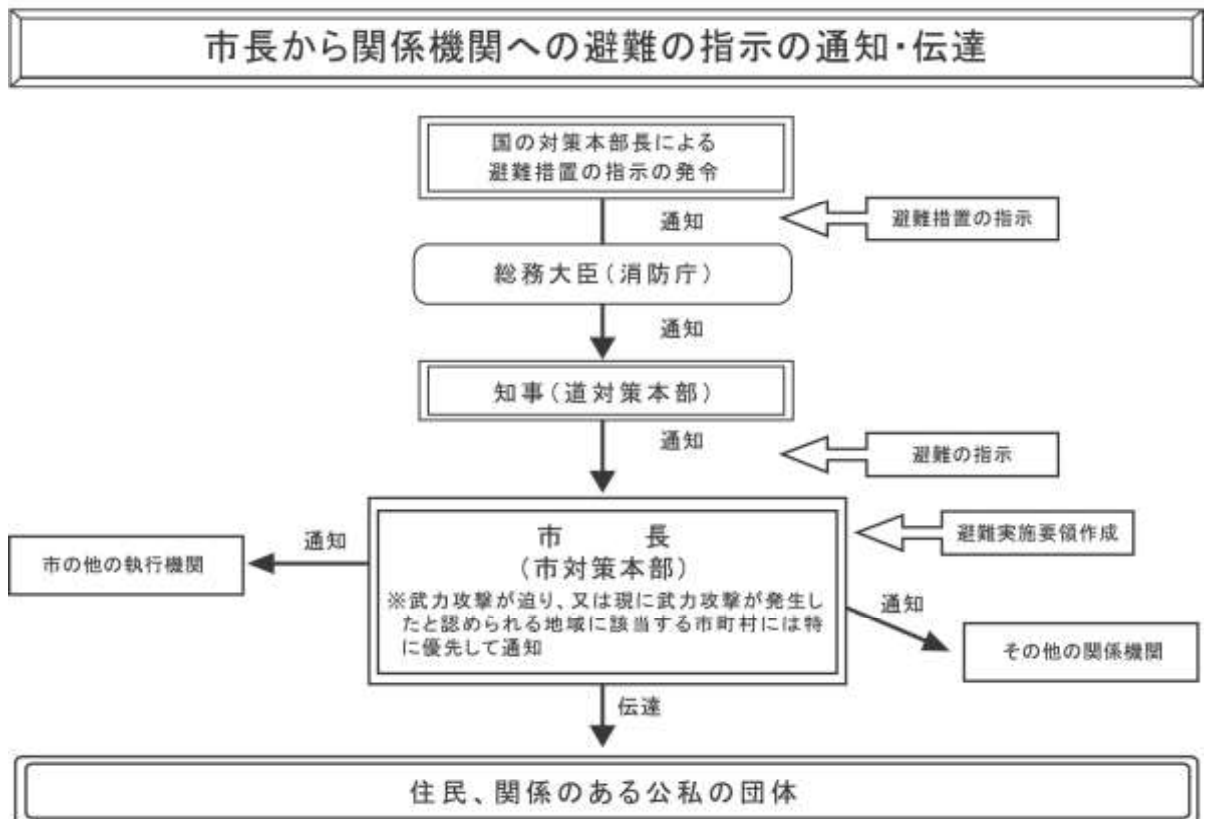 市長から関係機関への避難の指示の通知・伝達
国の対策本部長による
避難措置の指示の発令
通知
避難措置の指示
総務大臣(消防庁)
通知
知事(道対策本部)
通知
避難の指示
市　　長
(市対策本部)
※武力攻撃が迫り、又は現に武力攻撃が発生し
たと認められる地域に該当する市町村には特
に優先して通知
避難実施要領作成
通知
市の他の執行機関
通知
その他の関係機関
伝達
住民、関係のある公私の団体